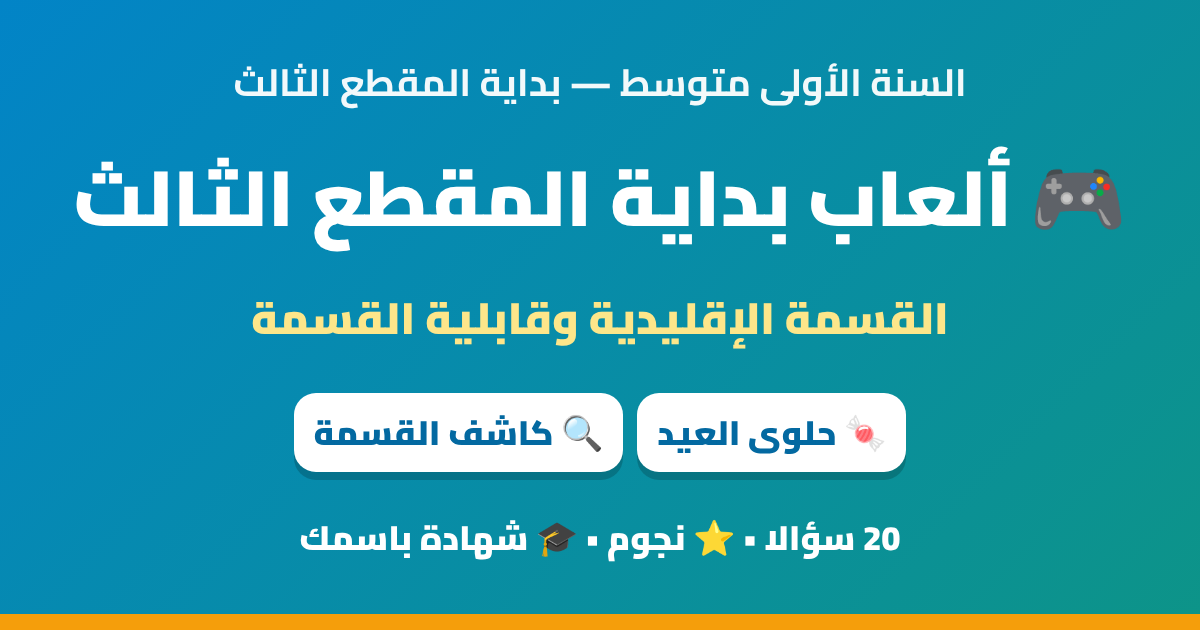 السنة الأولى متوسط — بداية المقطع الثالث
🎮 ألعاب بداية المقطع الثالث
القسمة الإقليدية وقابلية القسمة
🍬 حلوى العيد
🔍 كاشف القسمة
20 سؤالا ▪ ⭐ نجوم ▪ 🎓 شهادة باسمك